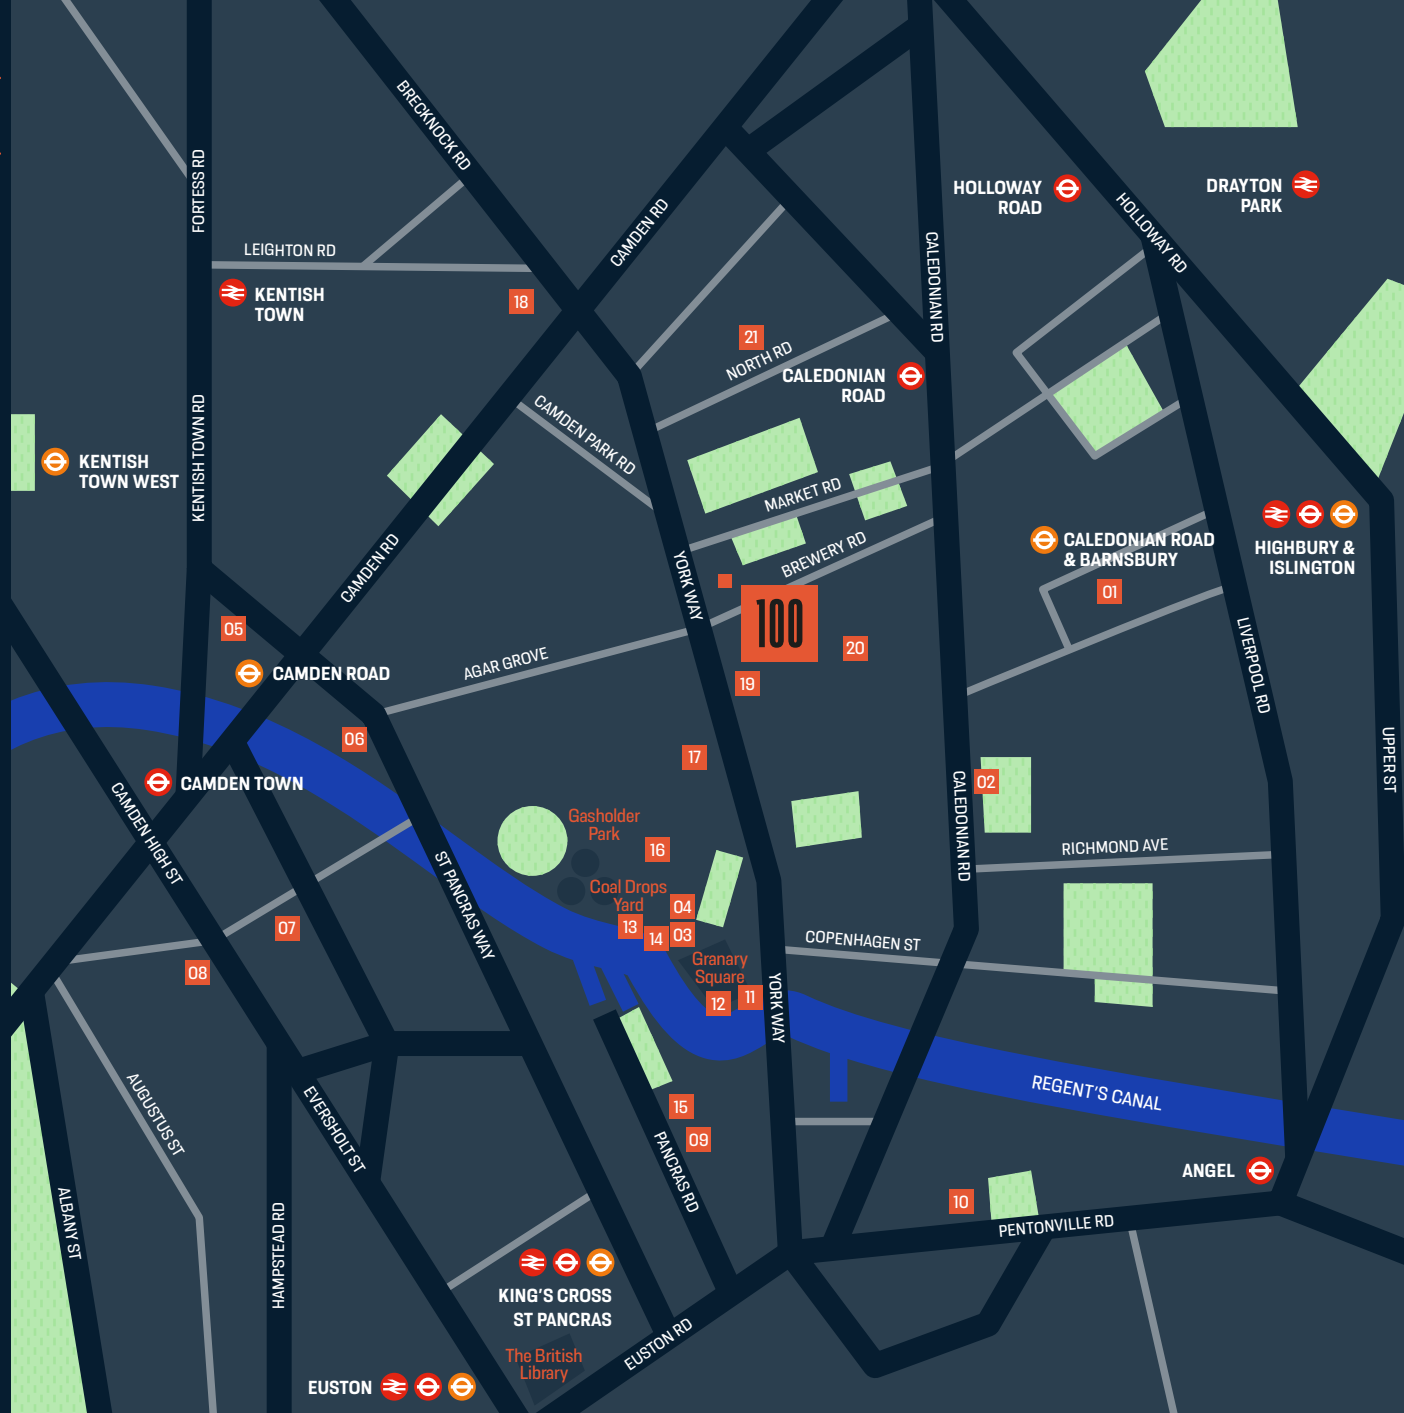 BRECKNOCK RD
FORTESS RD
CAMDEN RD
HOLLOWAY
ROAD
DRAYTON
PARK
HOLLOWAY RD
CALEDONIAN RD
LEIGHTON RD
KENTISH
TOWN
18
21
NORTH RD
CALEDONIAN
ROAD
CAMDEN PARK RD
KENTISH TOWN RD
KENTISH
TOWN WEST
MARKET RD
BREWERY RD
CAMDEN RD
YORK WAY
CALEDONIAN ROAD
& BARNSBURY
HIGHBURY &
ISLINGTON
01
100
05
20
CAMDEN ROAD
AGAR GROVE
19
LIVERPOOL RD
06
17
UPPER ST
CAMDEN TOWN
02
CALEDONIAN RD
CAMDEN HIGH ST
Gasholder
Park
16
RICHMOND AVE
ST PANCRAS WAY
Coal Drops
Yard
04
13
14
03
07
COPENHAGEN ST
08
Granary
Square
12
11
YORK WAY
REGENT'S CANAL
AUGUSTUS ST
EVERSHOLT ST
15
09
PANCRAS RD
ANGEL
10
PENTONVILLE RD
ALBANY ST
HAMPSTEAD RD
KING'S CROSS
ST PANCRAS
EUSTON RD
The British
Library
EUSTON